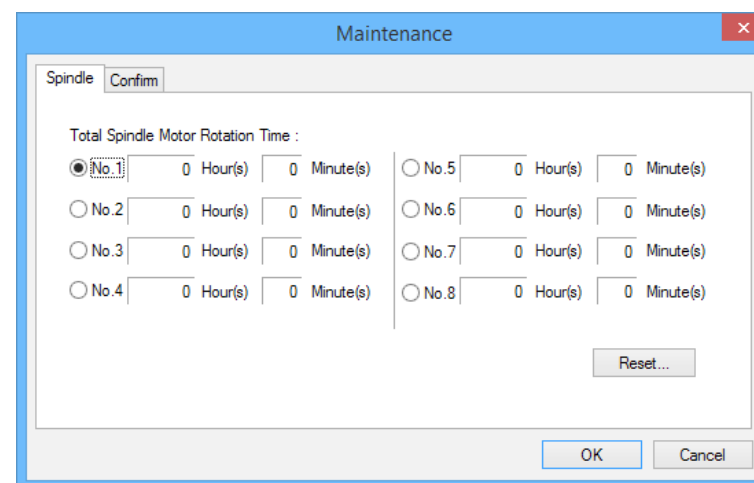 Maintenance
Spindle Confirm
Total Spindle Motor Rotation Time :
No.1 0 Hour(s) 0 Minute(s) No.5 0 Hour(s) 0 Minute(s)
No.2 0 Hour(s) 0 Minute(s) No.6 0 Hour(s) 0 Minute(s)
No.3 0 Hour(s) 0 Minute(s) No.7 0 Hour(s) 0 Minute(s)
No.4 0 Hour(s) 0 Minute(s) No.8 0 Hour(s) 0 Minute(s)
Reset...
OK Cancel